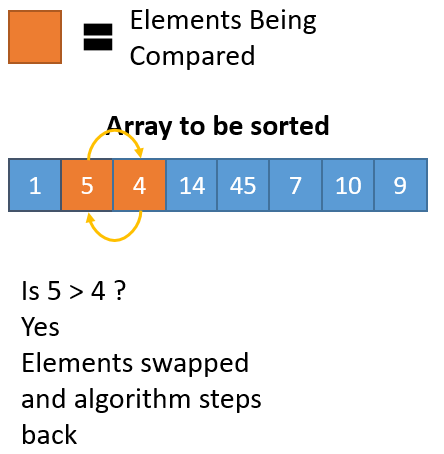 Elements Being
Compared
Array to be sorted
1 5 4 14 45 7 10 9
Is 5 > 4 ?
Yes
Elements swapped
and algorithm steps
back